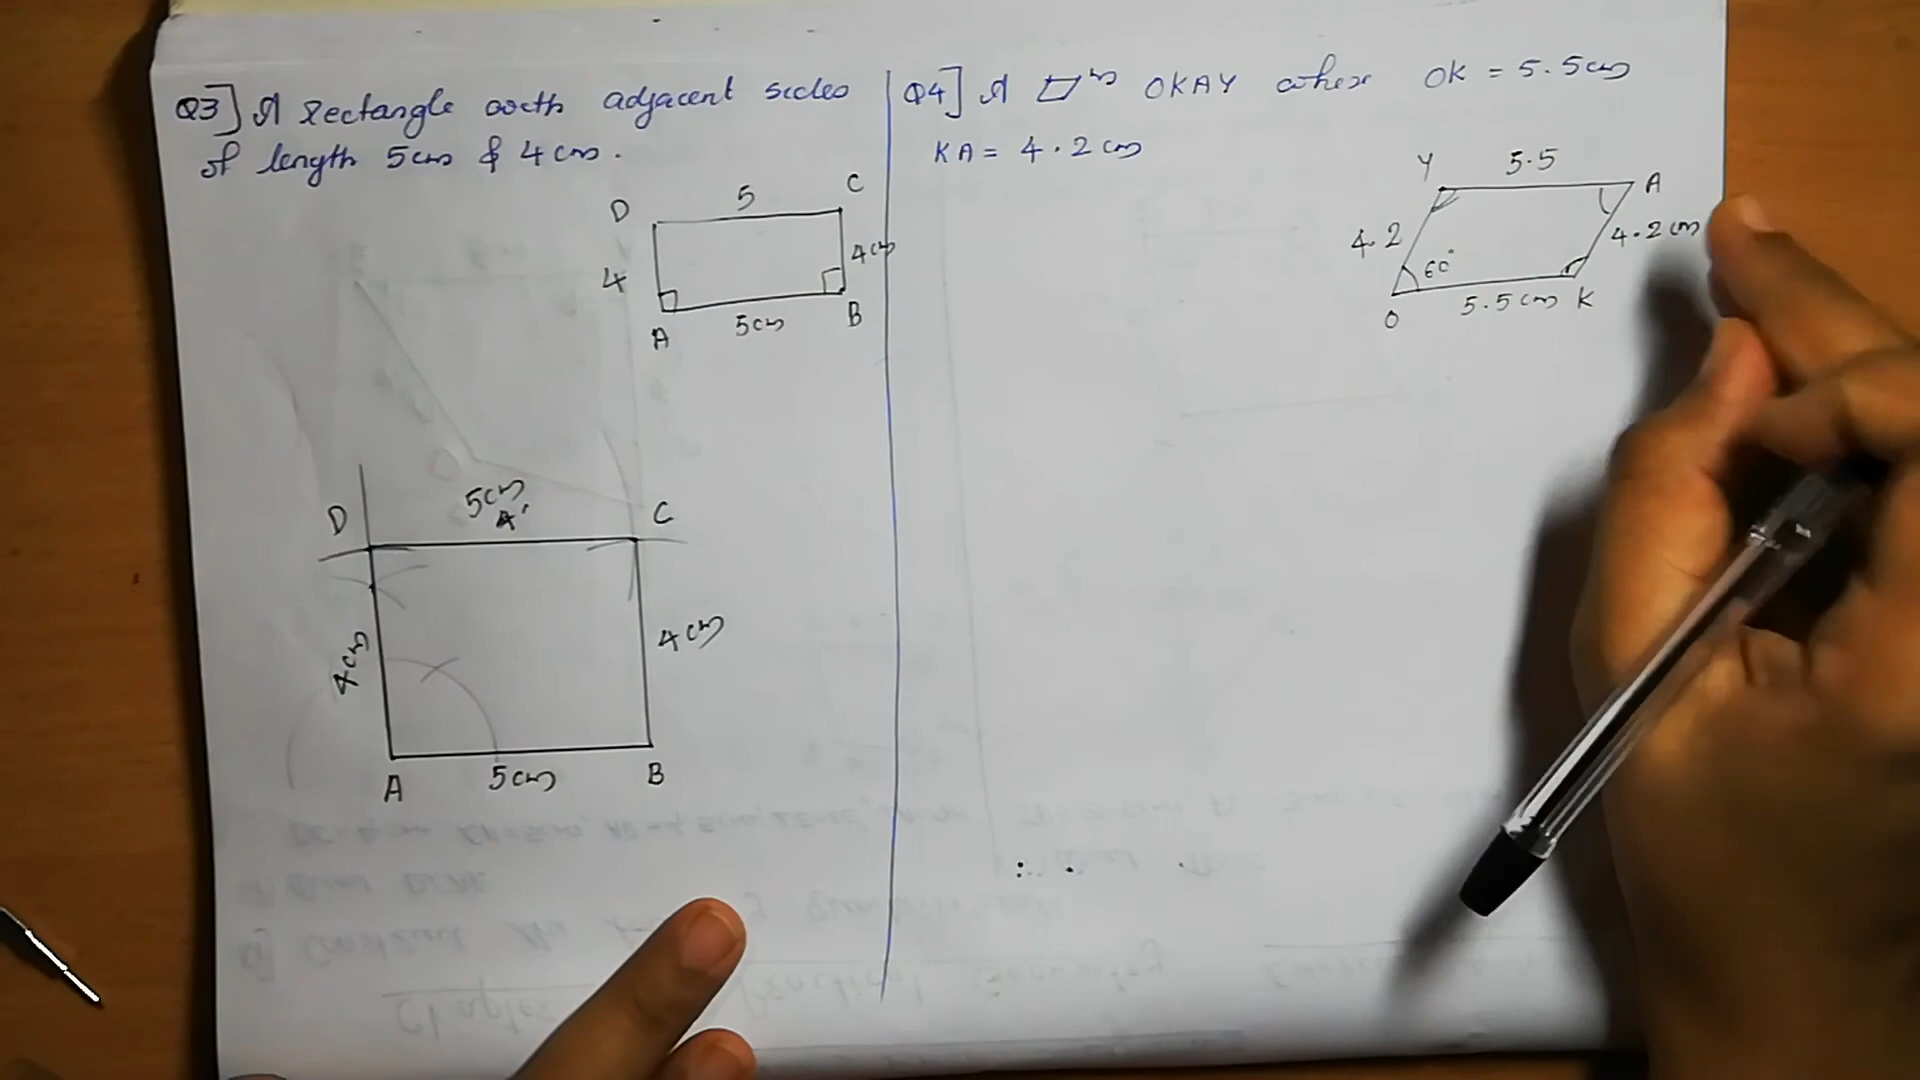 Q3] A rectangle with adjacent sides
of length 5cm & 4cm.
D 5 C
4 4cm
A 5cm B
5cm
D C
4cm 4cm
A 5cm B
Q4] A ▱m OKAY where OK = 5.5cm
KA = 4.2cm
Y 5.5 A
4.2 4.2cm
60°
O 5.5cm K